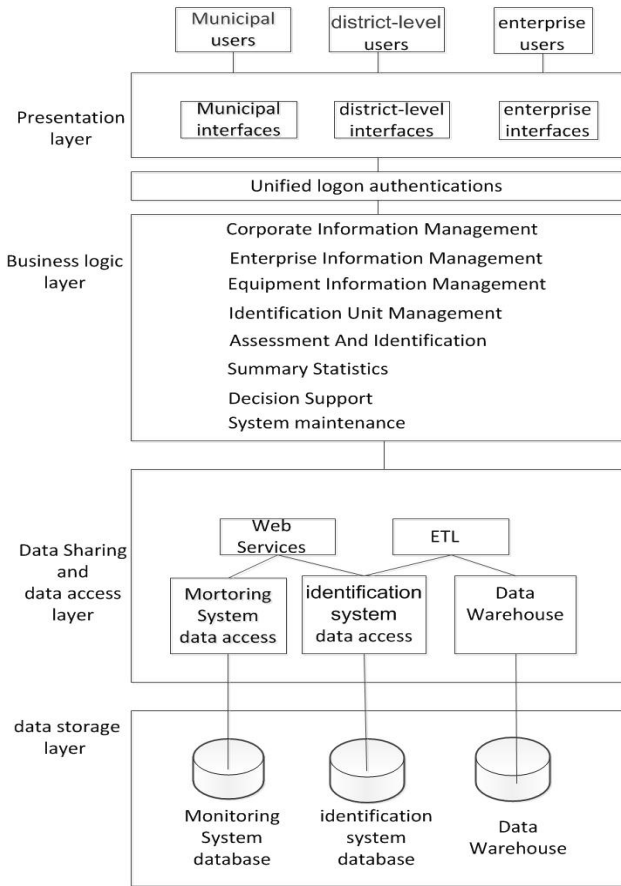 Municipal
users
district-level
users
enterprise
users
Presentation
layer
Municipal
interfaces
district-level
interfaces
enterprise
interfaces
Unified logon authentications
Business logic
layer
Corporate Information Management
Enterprise Information Management
Equipment Information Management
Identification Unit Management
Assessment And Identification
Summary Statistics
Decision Support
System maintenance
Data Sharing
and
data access
layer
Web
Services
ETL
Mortoring
System
data access
identification
system
data access
Data
Warehouse
data storage
layer
Monitoring
System
database
identification
system
database
Data
Warehouse